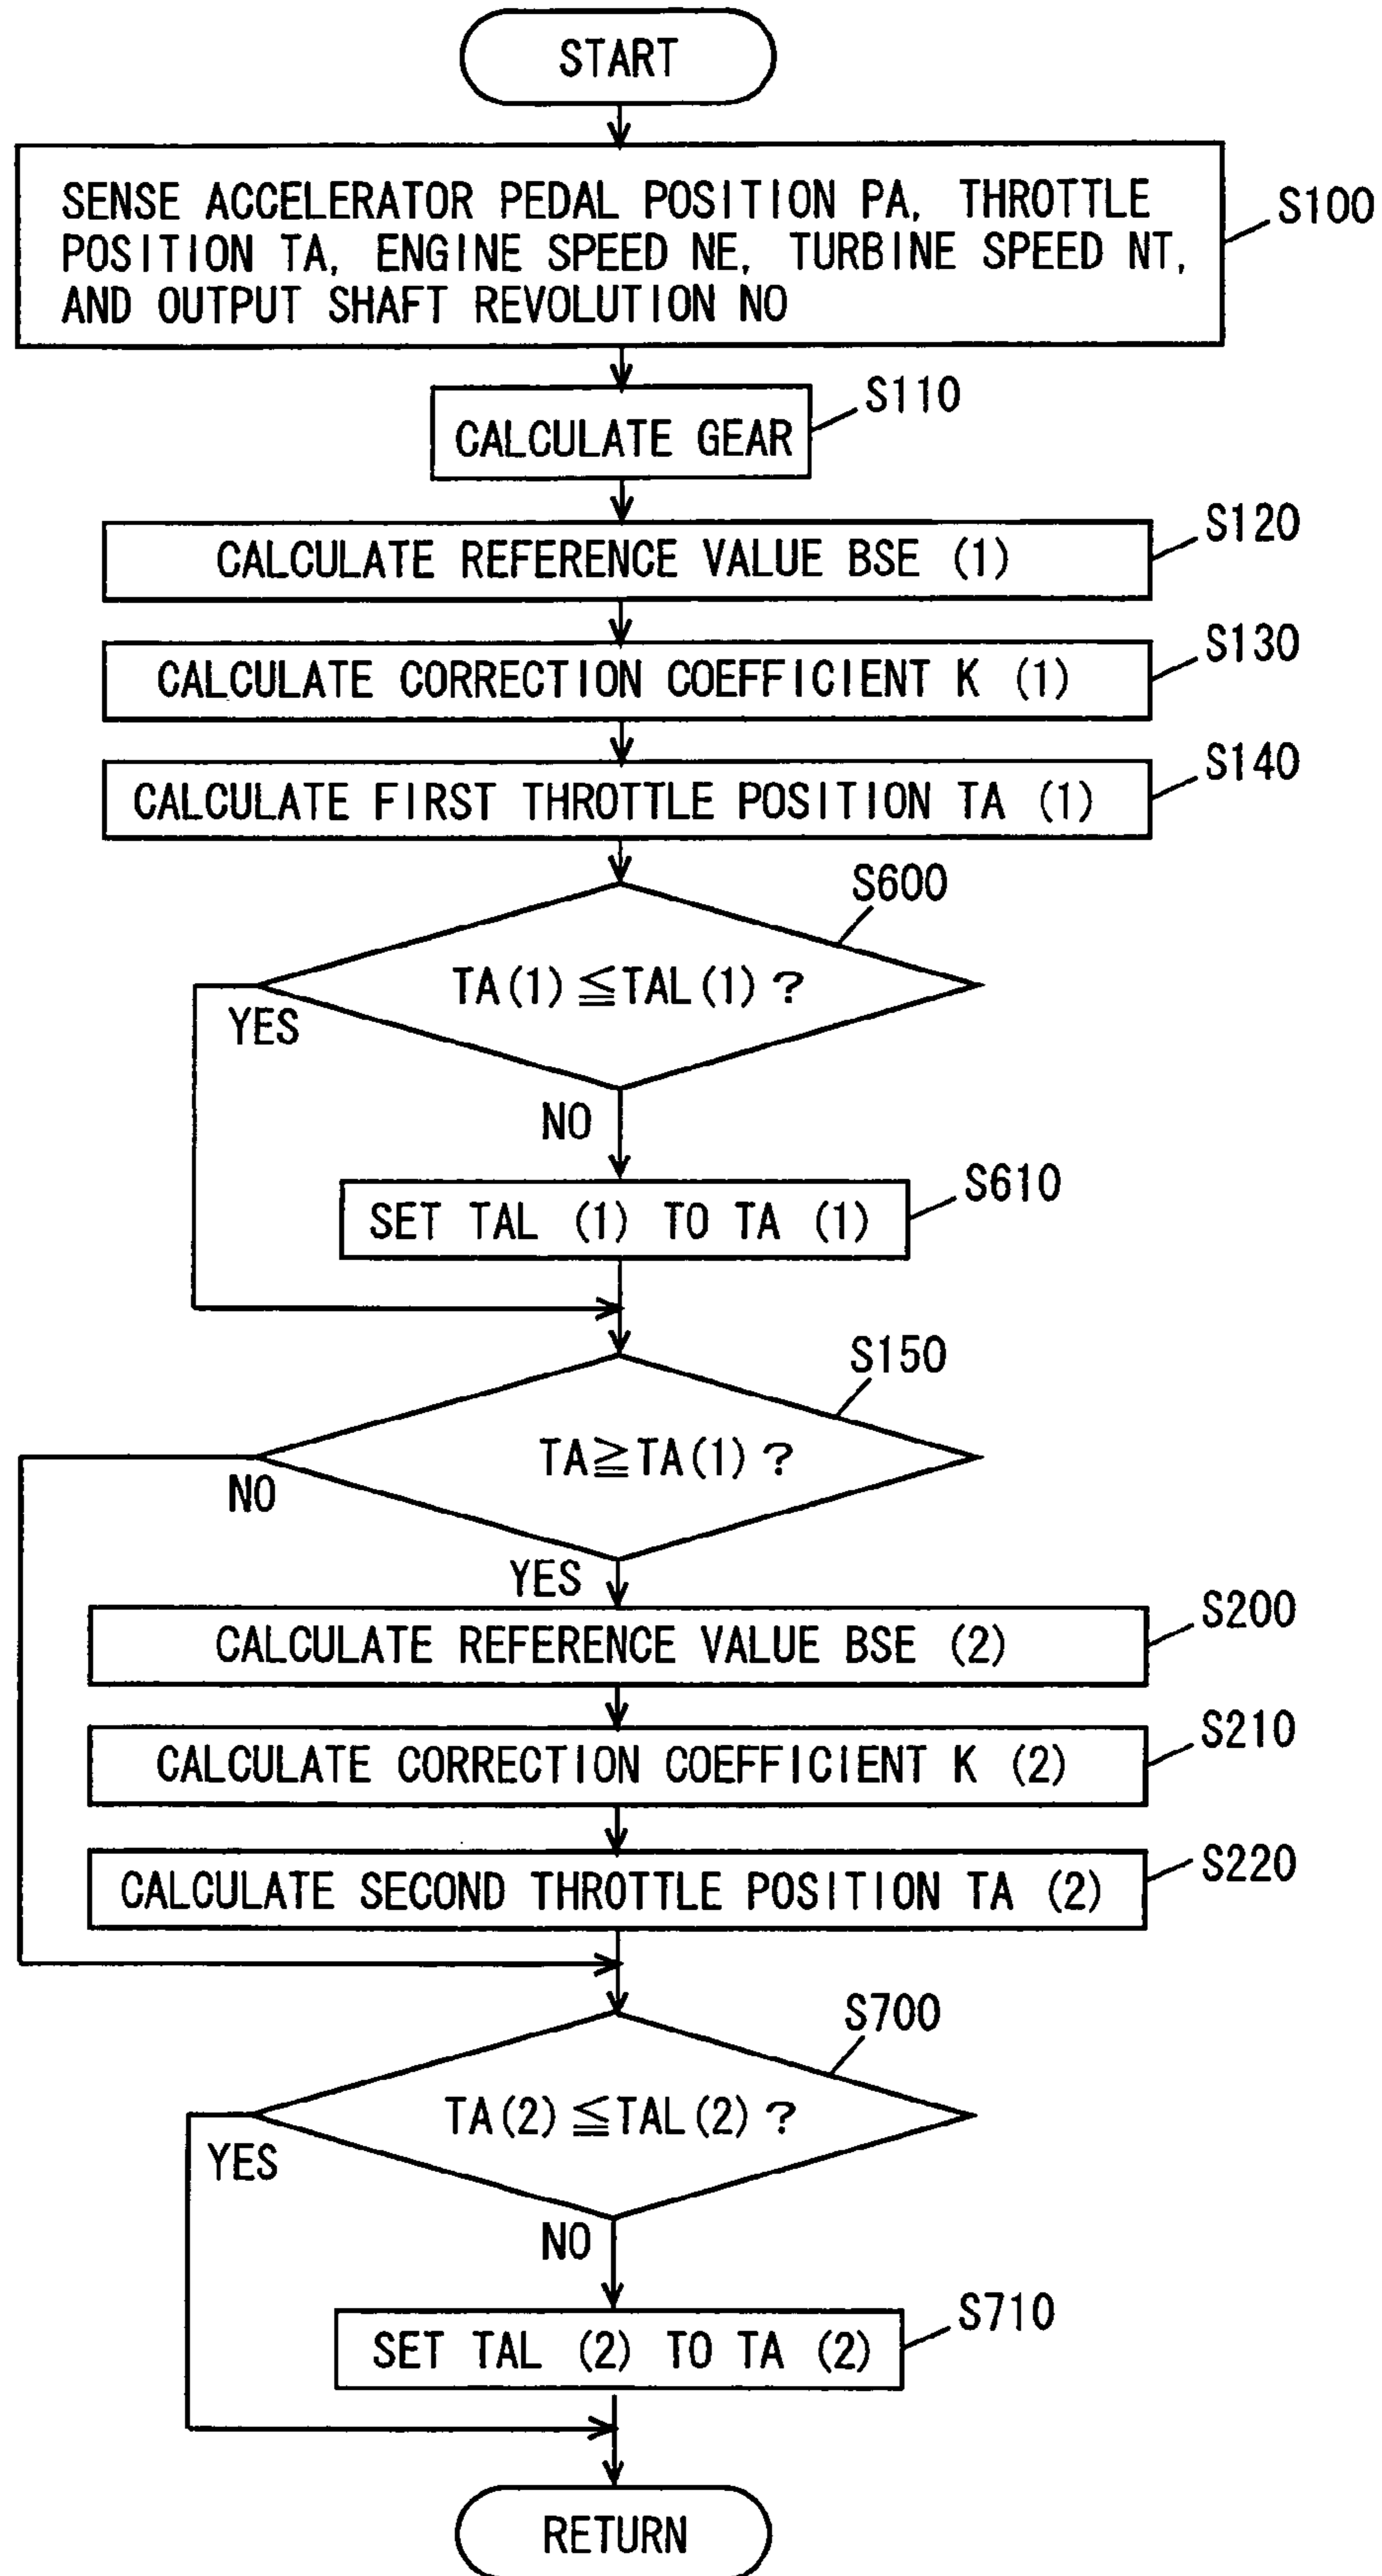 START
SENSE ACCELERATOR PEDAL POSITION PA, THROTTLE
POSITION TA, ENGINE SPEED NE, TURBINE SPEED NT,
AND OUTPUT SHAFT REVOLUTION NO
S100
CALCULATE GEAR
S110
CALCULATE REFERENCE VALUE BSE (1)
S120
CALCULATE CORRECTION COEFFICIENT K (1)
S130
CALCULATE FIRST THROTTLE POSITION TA (1)
S140
S600
TA(1)≦TAL(1)?
YES
NO
SET TAL (1) TO TA (1)
S610
S150
TA≧TA(1)?
NO
YES
CALCULATE REFERENCE VALUE BSE (2)
S200
CALCULATE CORRECTION COEFFICIENT K (2)
S210
CALCULATE SECOND THROTTLE POSITION TA (2)
S220
S700
TA(2)≦TAL(2)?
YES
NO
SET TAL (2) TO TA (2)
S710
RETURN